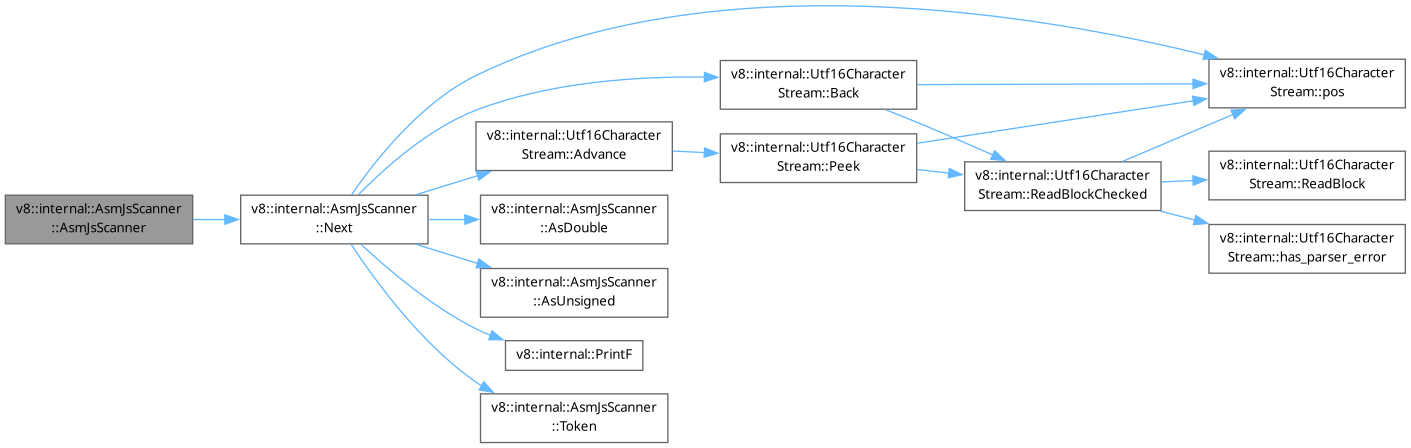 v8::internal::AsmJsScanner
::AsmJsScanner
v8::internal::AsmJsScanner
::Next
v8::internal::Utf16Character
Stream::Advance
v8::internal::AsmJsScanner
::AsDouble
v8::internal::AsmJsScanner
::AsUnsigned
v8::internal::PrintF
v8::internal::AsmJsScanner
::Token
v8::internal::Utf16Character
Stream::Back
v8::internal::Utf16Character
Stream::Peek
v8::internal::Utf16Character
Stream::ReadBlockChecked
v8::internal::Utf16Character
Stream::pos
v8::internal::Utf16Character
Stream::ReadBlock
v8::internal::Utf16Character
Stream::has_parser_error